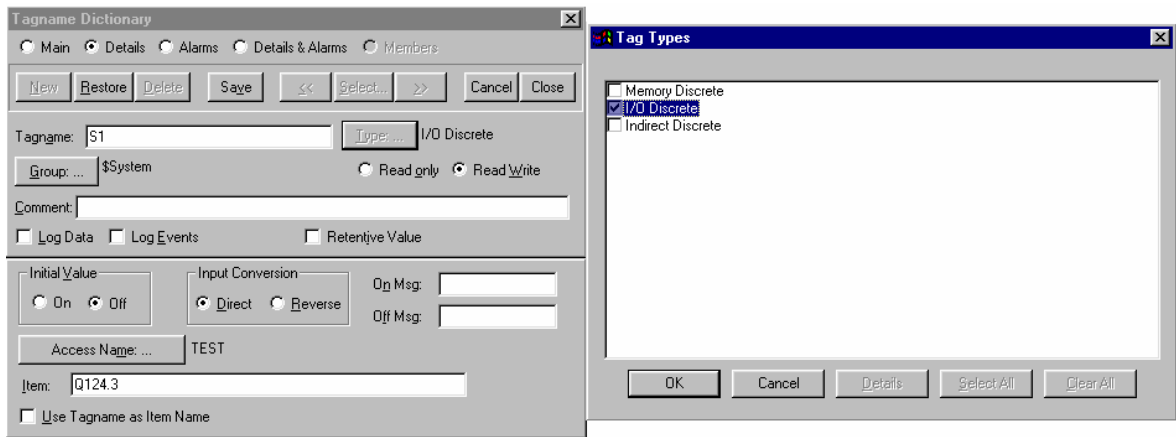 Tagname Dictionary
Main Details Alarms Details & Alarms Members
New Restore Delete Save << Select... >> Cancel Close
Tagname: S1 Type: ... I/O Discrete
Group: ... $System Read only Read Write
Comment:
Log Data Log Events Retentive Value
Initial Value Input Conversion On Msg:
On Off Direct Reverse
Off Msg:
Access Name: ... TEST
Item: Q124.3
Use Tagname as Item Name
Tag Types
Memory Discrete
I/O Discrete
Indirect Discrete
OK Cancel Details Select All Clear All